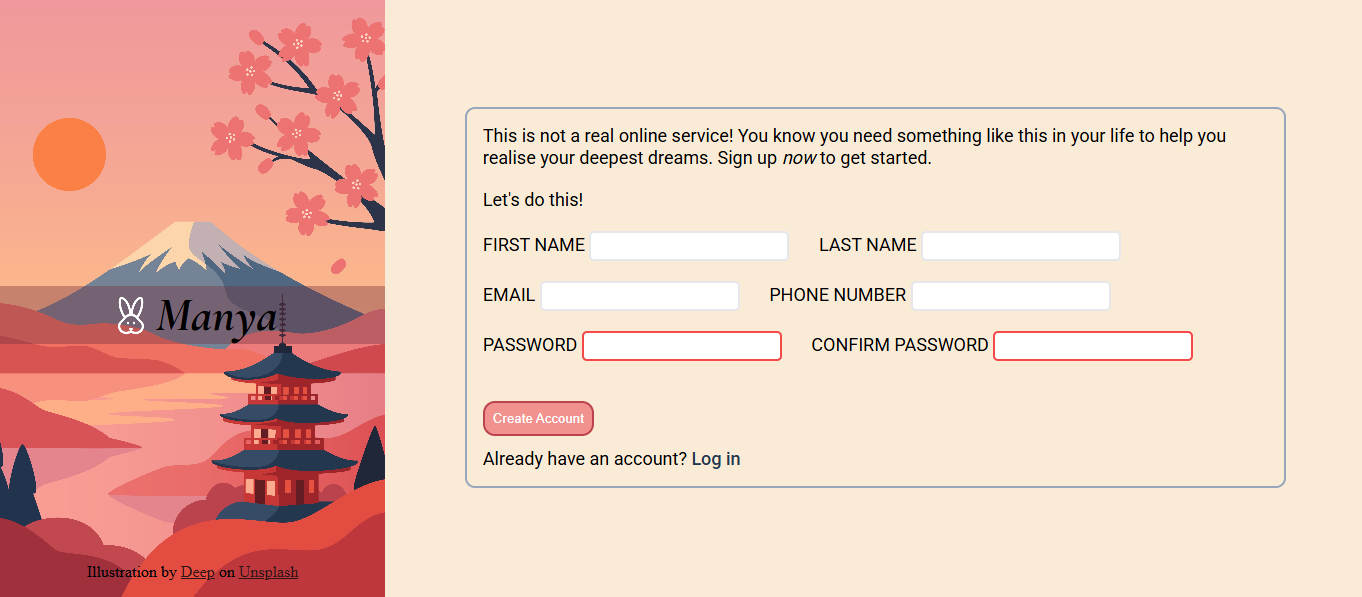 Manya
Illustration by Deep on Unsplash
This is not a real online service! You know you need something like this in your life to help you
realise your deepest dreams. Sign up now to get started.
Let's do this!
FIRST NAME LAST NAME
EMAIL PHONE NUMBER
PASSWORD CONFIRM PASSWORD
Create Account
Already have an account? Log in